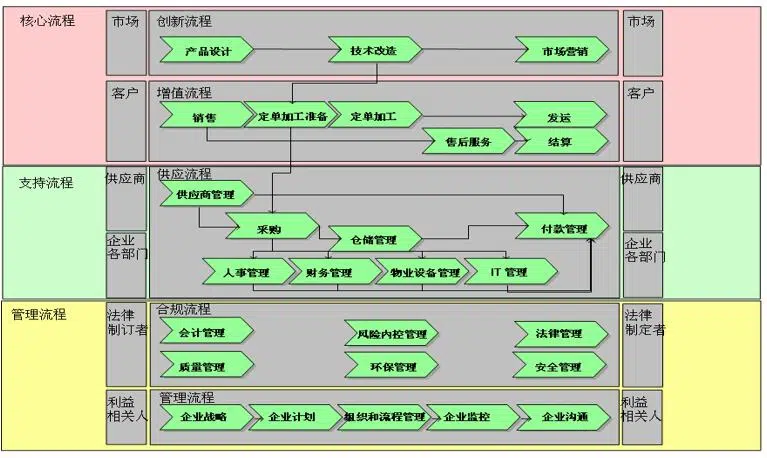 核心流程
市场
创新流程
市场
产品设计
技术改造
市场营销
客户
增值流程
客户
销售
定单加工准备
定单加工
发运
售后服务
结算
支持流程
供应商
供应流程
供应商
供应商管理
采购
仓储管理
付款管理
企业
各部门
企业
各部门
人事管理
财务管理
物业设备管理
IT 管理
管理流程
法律
制订者
合规流程
法律
制定者
会计管理
风险内控管理
法律管理
质量管理
环保管理
安全管理
利益
相关人
管理流程
利益
相关人
企业战略
企业计划
组织和流程管理
企业监控
企业沟通